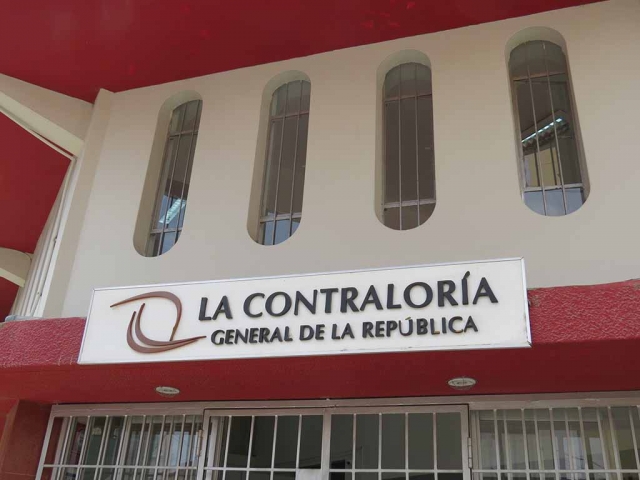 LA CONTRALORÍA
GENERAL DE LA REPÚBLICA